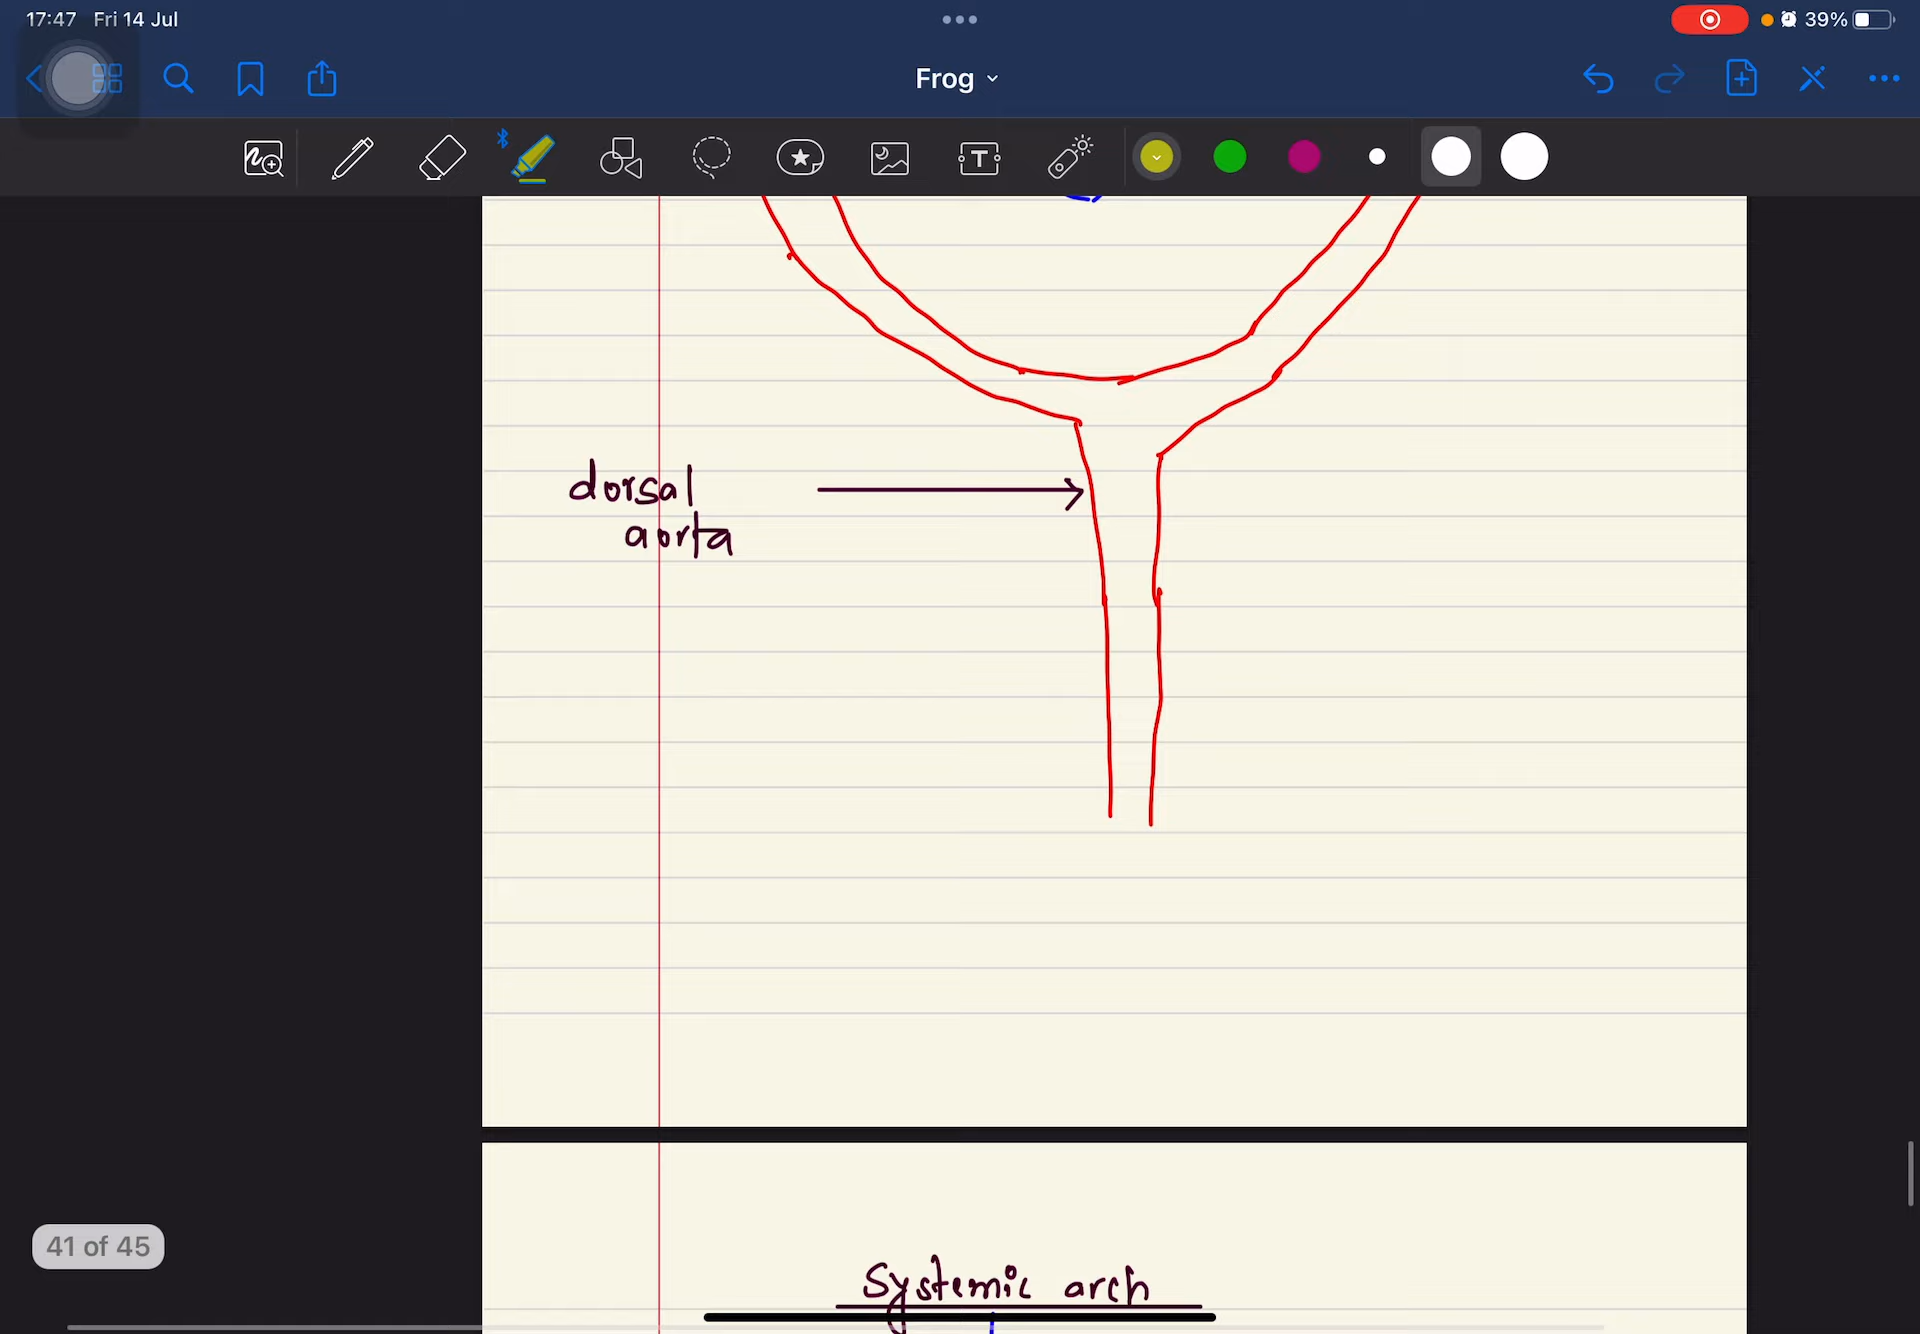 17:47 Fri 14 Jul
39%
Frog
T
dorsal
aorta
41 of 45
Systemic arch